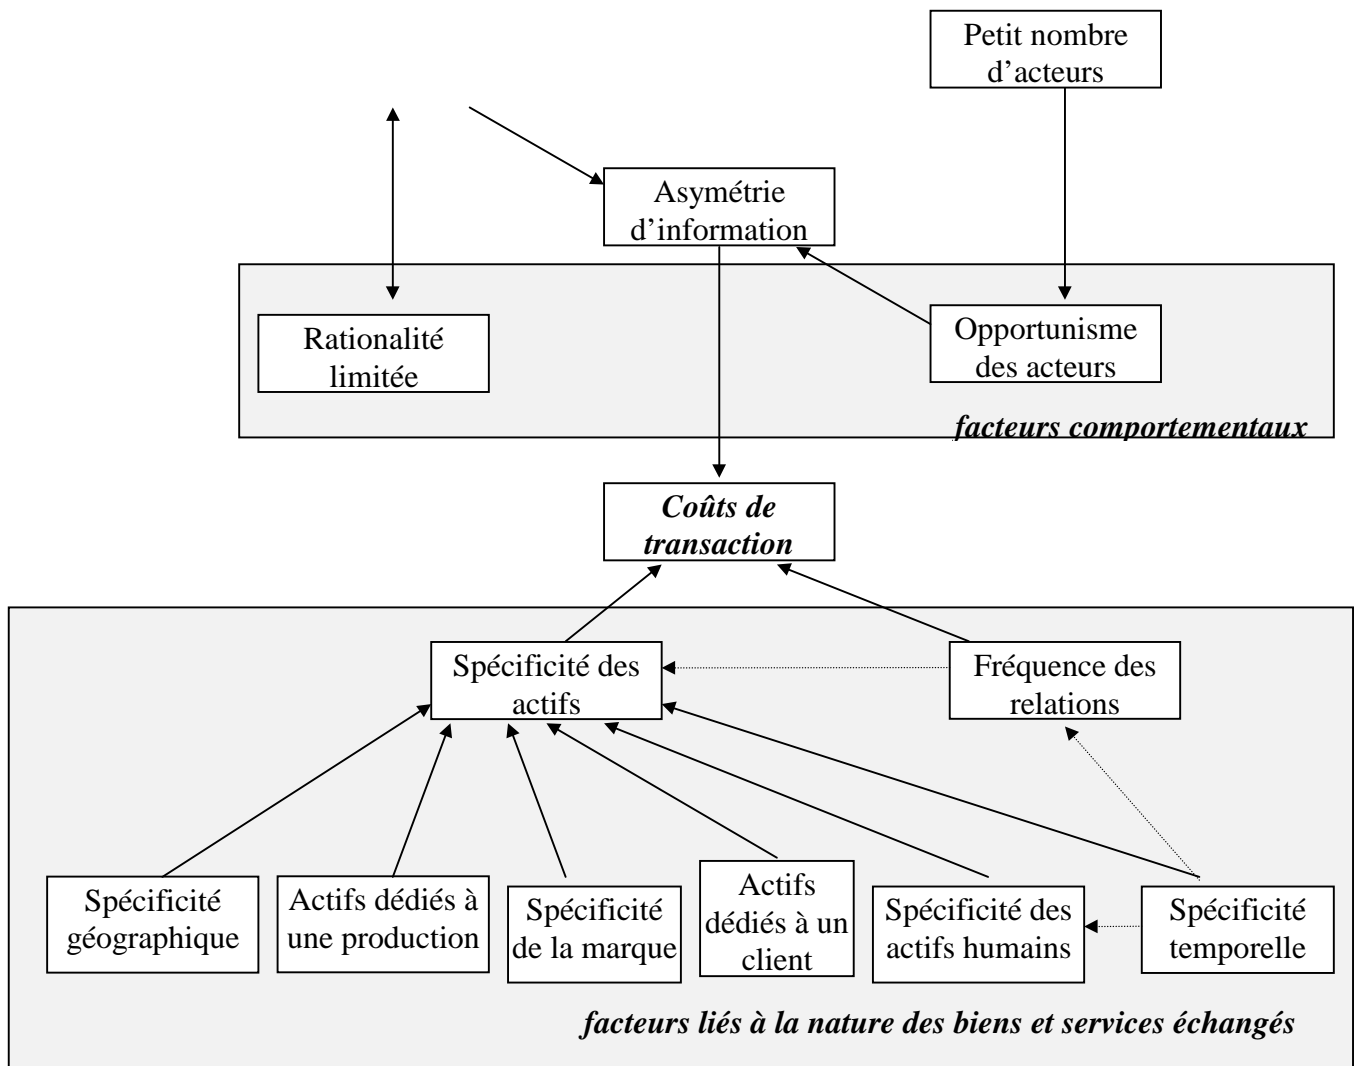 Petit nombre
d’acteurs
Asymétrie
d’information
Rationalité
limitée
Opportunisme
des acteurs
facteurs comportementaux
Coûts de
transaction
Spécificité des
actifs
Fréquence des
relations
Spécificité
géographique
Actifs dédiés à
une production
Spécificité
de la marque
Actifs
dédiés à un
client
Spécificité des
actifs humains
Spécificité
temporelle
facteurs liés à la nature des biens et services échangés